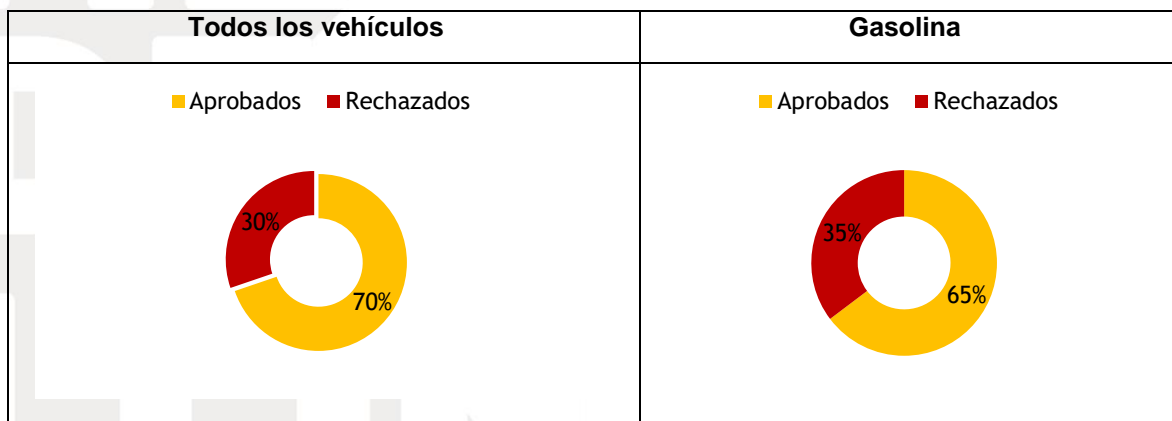 Todos los vehículos
Gasolina
Aprobados Rechazados
30%
70%
Aprobados Rechazados
35%
65%